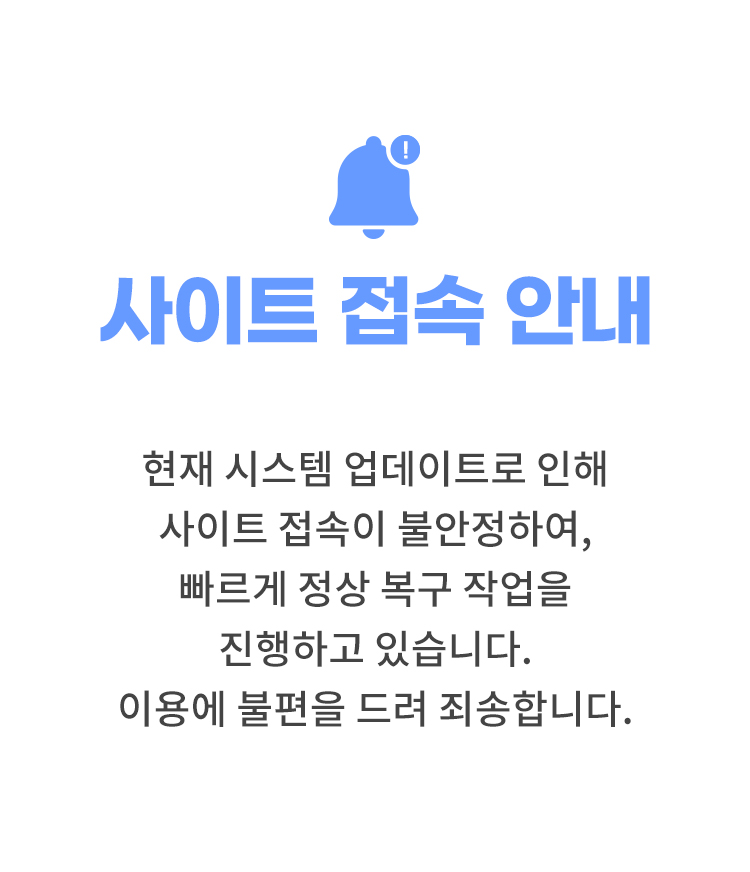 !
사이트 접속 안내
현재 시스템 업데이트로 인해
사이트 접속이 불안정하여,
빠르게 정상 복구 작업을
진행하고 있습니다.
이용에 불편을 드려 죄송합니다.